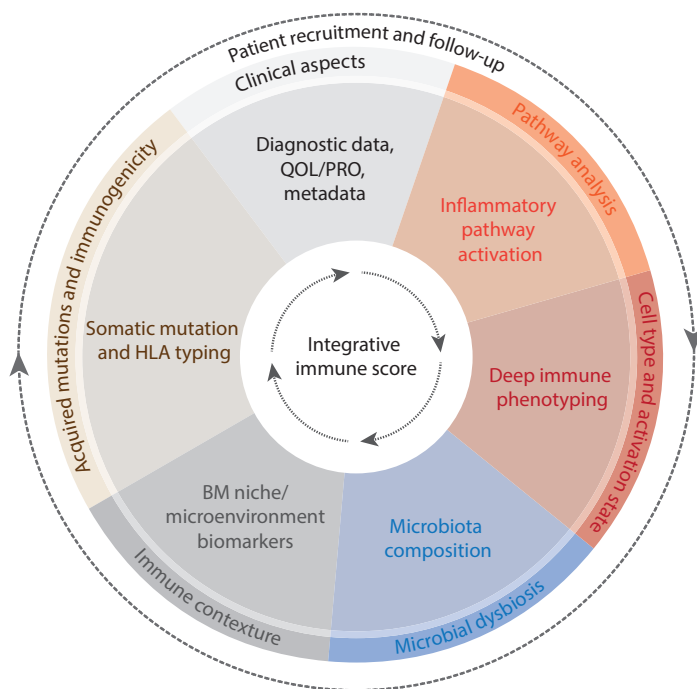 Patient recruitment and follow-up
Clinical aspects
Diagnostic data,
QOL/PRO,
metadata
Pathway analysis
Inflammatory
pathway
activation
Cell type and activation state
Deep immune
phenotyping
Microbial dysbiosis
Microbiota
composition
Immune contexture
BM niche/
microenvironment
biomarkers
Acquired mutations and immunogenicity
Somatic mutation
and HLA typing
Integrative
immune score